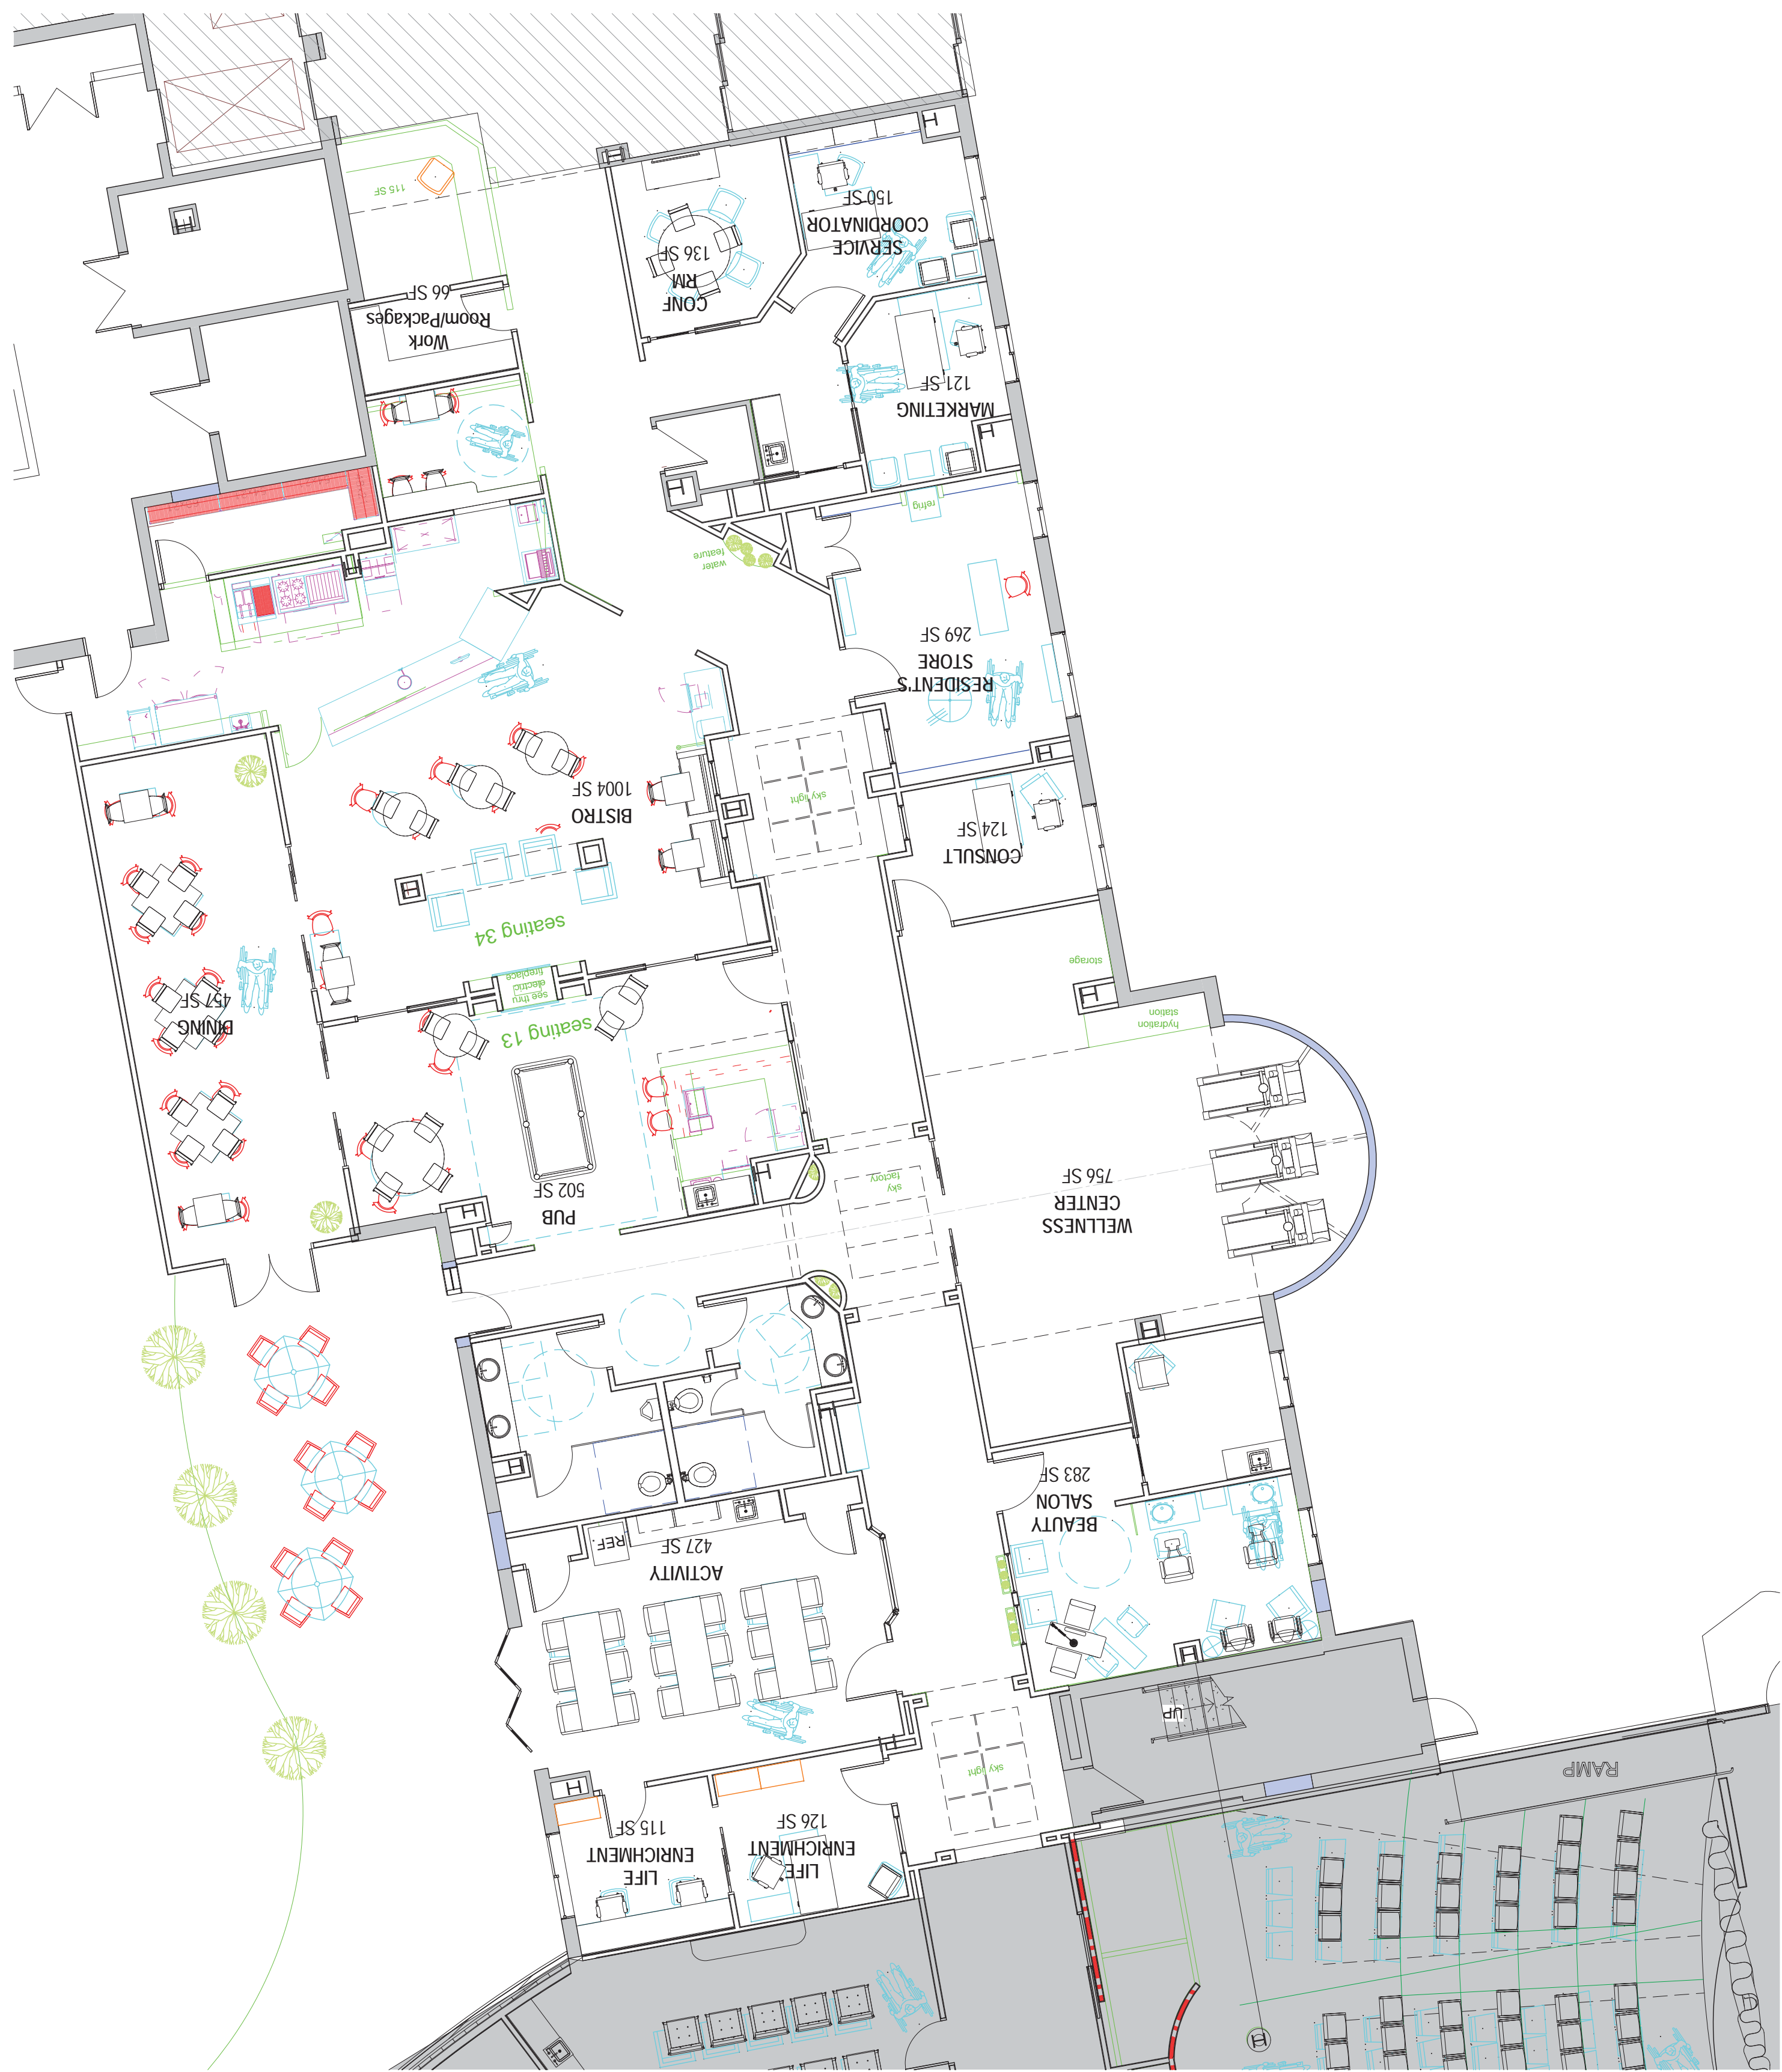 RAMP
LIFE
ENRICHMENT
126 SF
LIFE
ENRICHMENT
115 SF
sky light
UP
ACTIVITY
427 SF
REF.
BEAUTY
SALON
283 SF
WELLNESS
CENTER
756 SF
sky
factory
PUB
502 SF
seating 13
hydration
station
storage
DINING
457 SF
see thru
electric
fireplace
seating 34
CONSULT
124 SF
BISTRO
1004 SF
sky light
RESIDENT'S
STORE
269 SF
water
feature
refrig
MARKETING
121 SF
Work
Room/Packages
66 SF
CONF
RM
136 SF
SERVICE
COORDINATOR
150 SF
115 SF